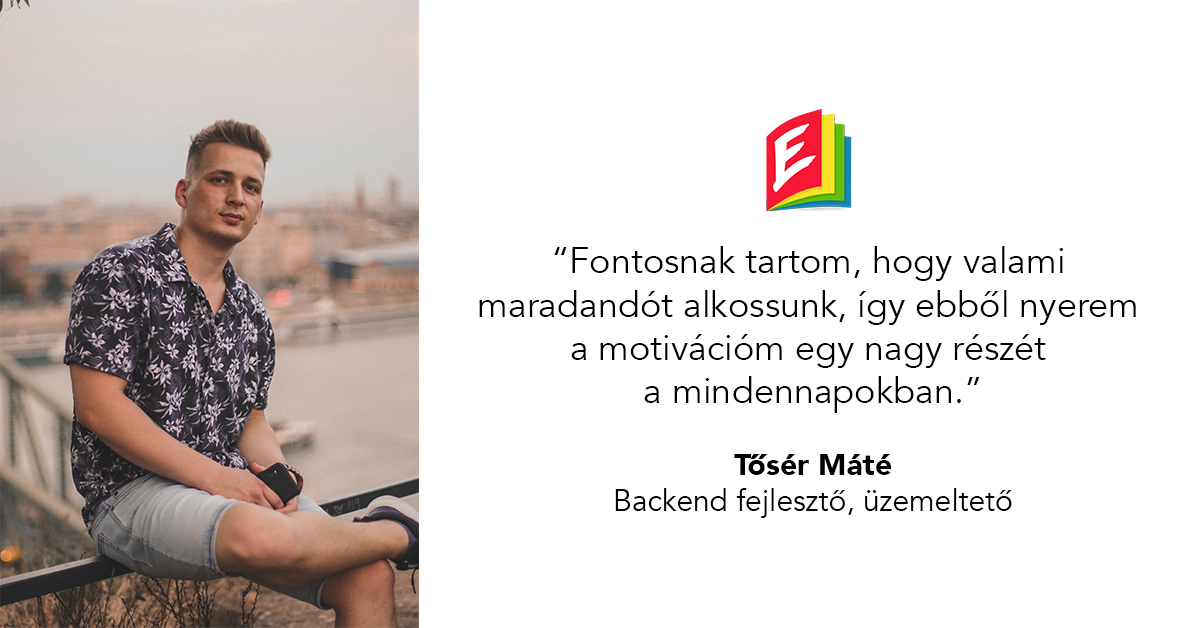 E
“Fontosnak tartom, hogy valami
maradandót alkossunk, így ebből nyerem
a motivációm egy nagy részét
a mindennapokban.”
Tősér Máté
Backend fejlesztő, üzemeltető